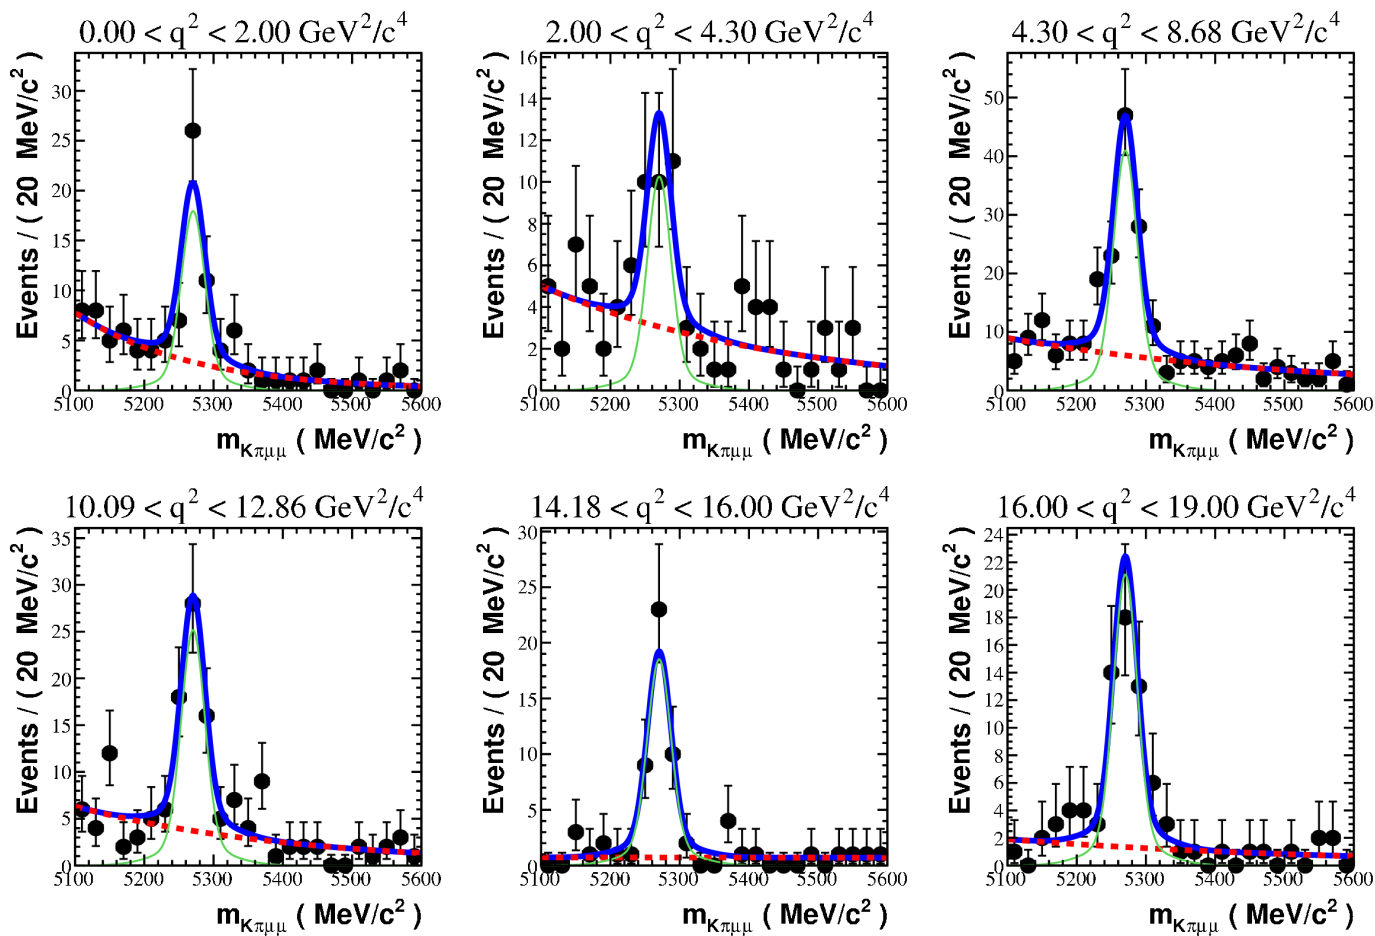 0.00 < q² < 2.00 GeV²/c⁴
Events / ( 20 MeV/c² )
30
25
20
15
10
5
0
5100 5200 5300 5400 5500 5600
m_Kπμμ ( MeV/c² )
2.00 < q² < 4.30 GeV²/c⁴
Events / ( 20 MeV/c² )
16
14
12
10
8
6
4
2
0
5100 5200 5300 5400 5500 5600
m_Kπμμ ( MeV/c² )
4.30 < q² < 8.68 GeV²/c⁴
Events / ( 20 MeV/c² )
50
40
30
20
10
0
5100 5200 5300 5400 5500 5600
m_Kπμμ ( MeV/c² )
10.09 < q² < 12.86 GeV²/c⁴
Events / ( 20 MeV/c² )
35
30
25
20
15
10
5
0
5100 5200 5300 5400 5500 5600
m_Kπμμ ( MeV/c² )
14.18 < q² < 16.00 GeV²/c⁴
Events / ( 20 MeV/c² )
30
25
20
15
10
5
0
5100 5200 5300 5400 5500 5600
m_Kπμμ ( MeV/c² )
16.00 < q² < 19.00 GeV²/c⁴
Events / ( 20 MeV/c² )
24
22
20
18
16
14
12
10
8
6
4
2
0
5100 5200 5300 5400 5500 5600
m_Kπμμ ( MeV/c² )